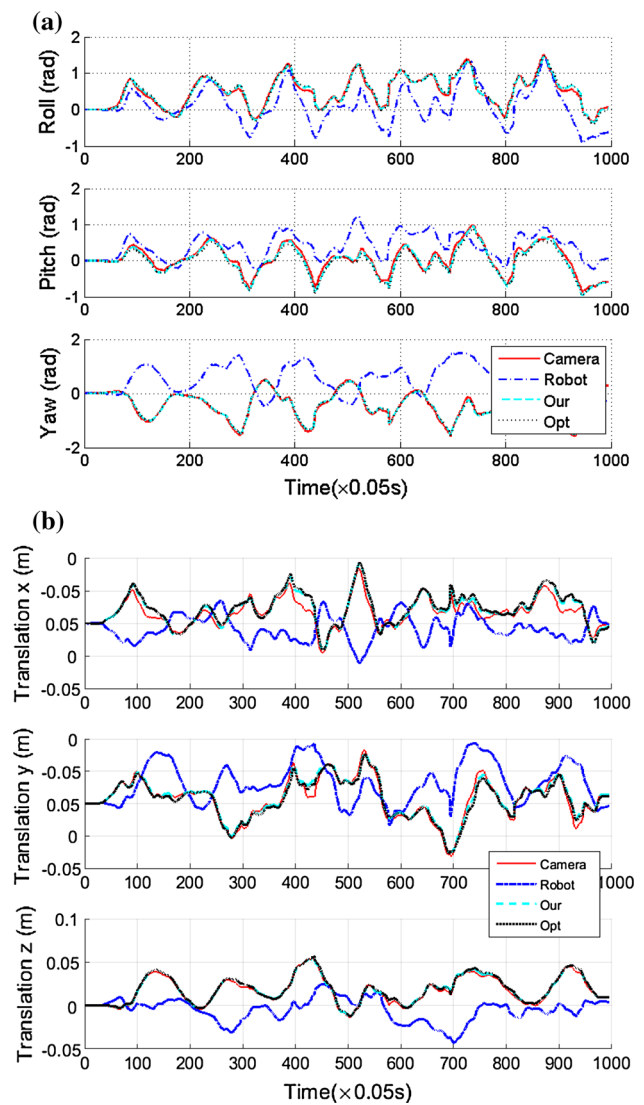 (a)
Roll (rad)
2
1
0
-1
0 200 400 600 800 1000
Pitch (rad)
2
1
0
-1
0 200 400 600 800 1000
Yaw (rad)
2
0
-2
0 200 400 600 800 1000
Camera
Robot
Our
Opt
Time(×0.05s)
(b)
Translation x (m)
0
-0.05
0.05
0
-0.05
0 100 200 300 400 500 600 700 800 900 1000
Translation y (m)
0
-0.05
0.05
0
-0.05
0 100 200 300 400 500 600 700 1000
Camera
Robot
Our
Opt
Translation z (m)
0.1
0.05
0
-0.05
0 100 200 300 400 500 600 700 800 900 1000
Time(×0.05s)